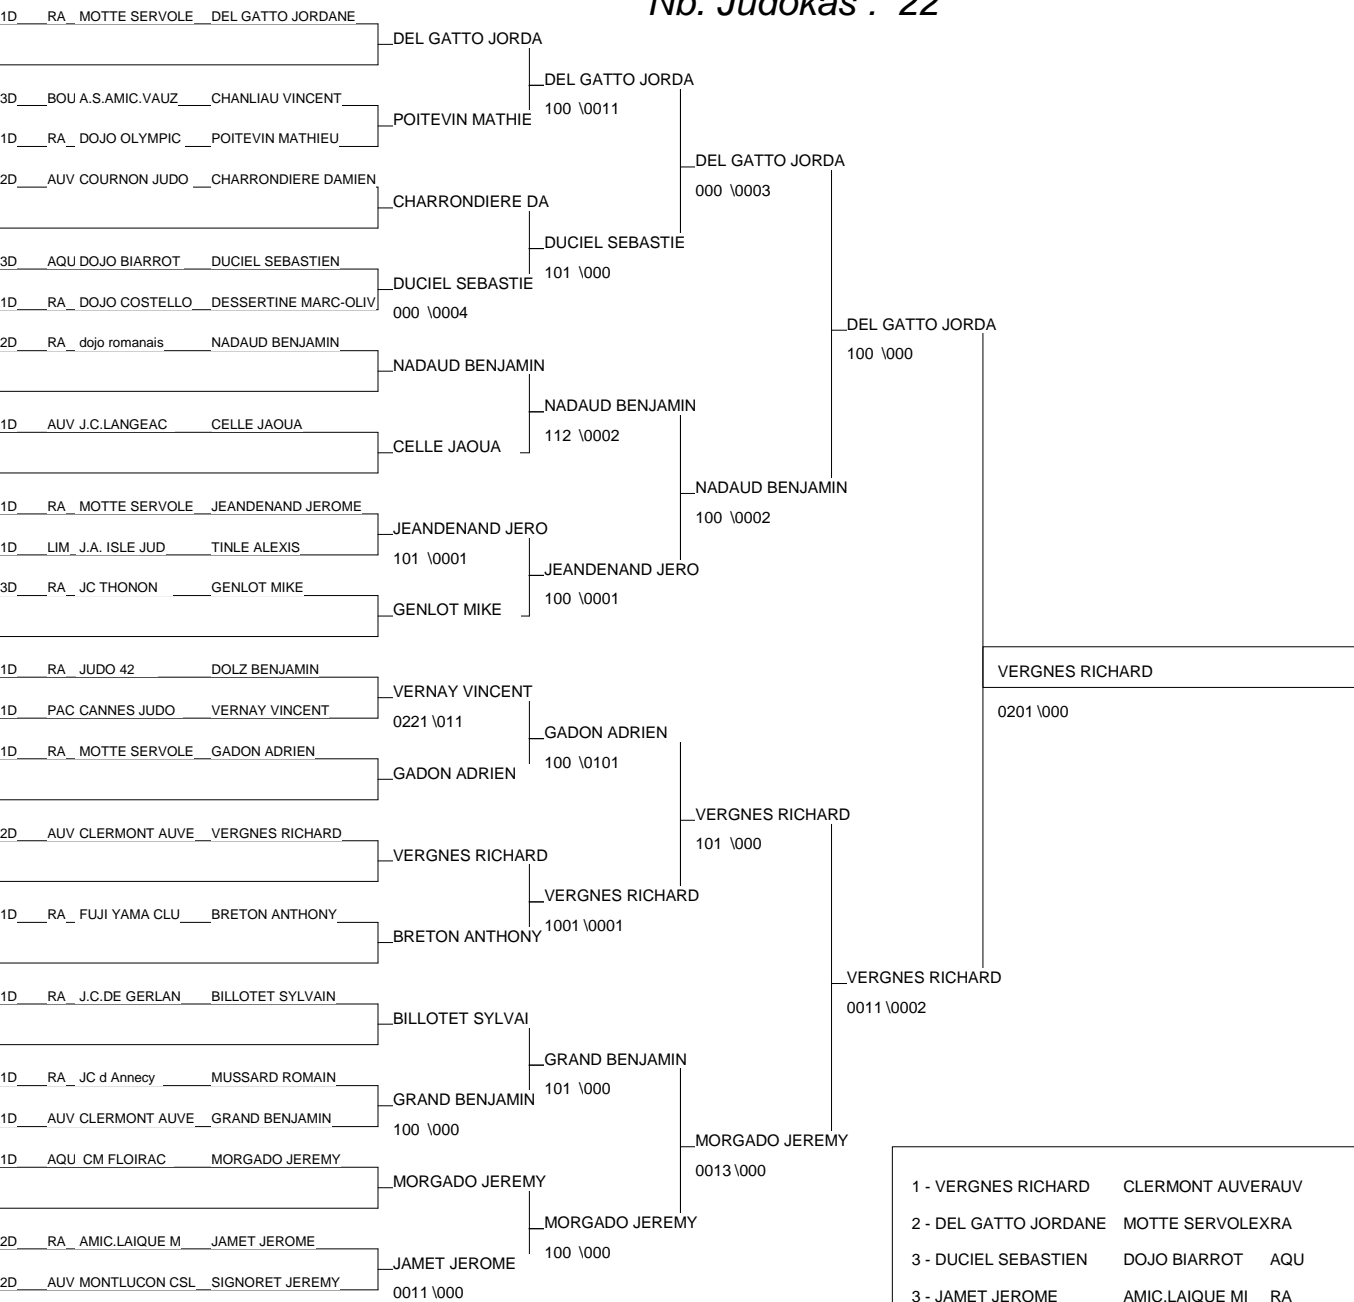 Nb. Judokas : 22
1D RA MOTTE SERVOLE DEL GATTO JORDANE
DEL GATTO JORDA
DEL GATTO JORDA
3D BOU A.S.AMIC.VAUZ CHANLIAU VINCENT
100 \0011
POITEVIN MATHIE
1D RA DOJO OLYMPIC POITEVIN MATHIEU
DEL GATTO JORDA
2D AUV COURNON JUDO CHARRONDIERE DAMIEN
000 \0003
CHARRONDIERE DA
DUCIEL SEBASTIE
3D AQU DOJO BIARROT DUCIEL SEBASTIEN
101 \000
DUCIEL SEBASTIE
1D RA DOJO COSTELLO DESSERTINE MARC-OLIV
000 \0004
DEL GATTO JORDA
2D RA dojo romanais NADAUD BENJAMIN
100 \000
NADAUD BENJAMIN
NADAUD BENJAMIN
1D AUV J.C.LANGEAC CELLE JAOUA
112 \0002
CELLE JAOUA
NADAUD BENJAMIN
1D RA MOTTE SERVOLE JEANDENAND JEROME
100 \0002
JEANDENAND JERO
1D LIM J.A. ISLE JUD TINLE ALEXIS
101 \0001
JEANDENAND JERO
3D RA JC THONON GENLOT MIKE
100 \0001
GENLOT MIKE
1D RA JUDO 42 DOLZ BENJAMIN
VERGNES RICHARD
VERNAY VINCENT
1D PAC CANNES JUDO VERNAY VINCENT
0201 \000
0221 \011
GADON ADRIEN
1D RA MOTTE SERVOLE GADON ADRIEN
100 \0101
GADON ADRIEN
VERGNES RICHARD
2D AUV CLERMONT AUVE VERGNES RICHARD
101 \000
VERGNES RICHARD
VERGNES RICHARD
1D RA FUJI YAMA CLU BRETON ANTHONY
1001 \0001
BRETON ANTHONY
VERGNES RICHARD
1D RA J.C.DE GERLAN BILLOTET SYLVAIN
0011 \0002
BILLOTET SYLVAI
GRAND BENJAMIN
1D RA JC d Annecy MUSSARD ROMAIN
101 \000
GRAND BENJAMIN
1D AUV CLERMONT AUVE GRAND BENJAMIN
100 \000
MORGADO JEREMY
1D AQU CM FLOIRAC MORGADO JEREMY
0013 \000
MORGADO JEREMY
1 - VERGNES RICHARD CLERMONT AUVERAUV
MORGADO JEREMY
2 - DEL GATTO JORDANE MOTTE SERVOLEXRA
2D RA AMIC.LAIQUE M JAMET JEROME
100 \000
3 - DUCIEL SEBASTIEN DOJO BIARROT AQU
JAMET JEROME
2D AUV MONTLUCON CSL SIGNORET JEREMY
0011 \000
3 - JAMET JEROME AMIC.LAIQUE MI RA